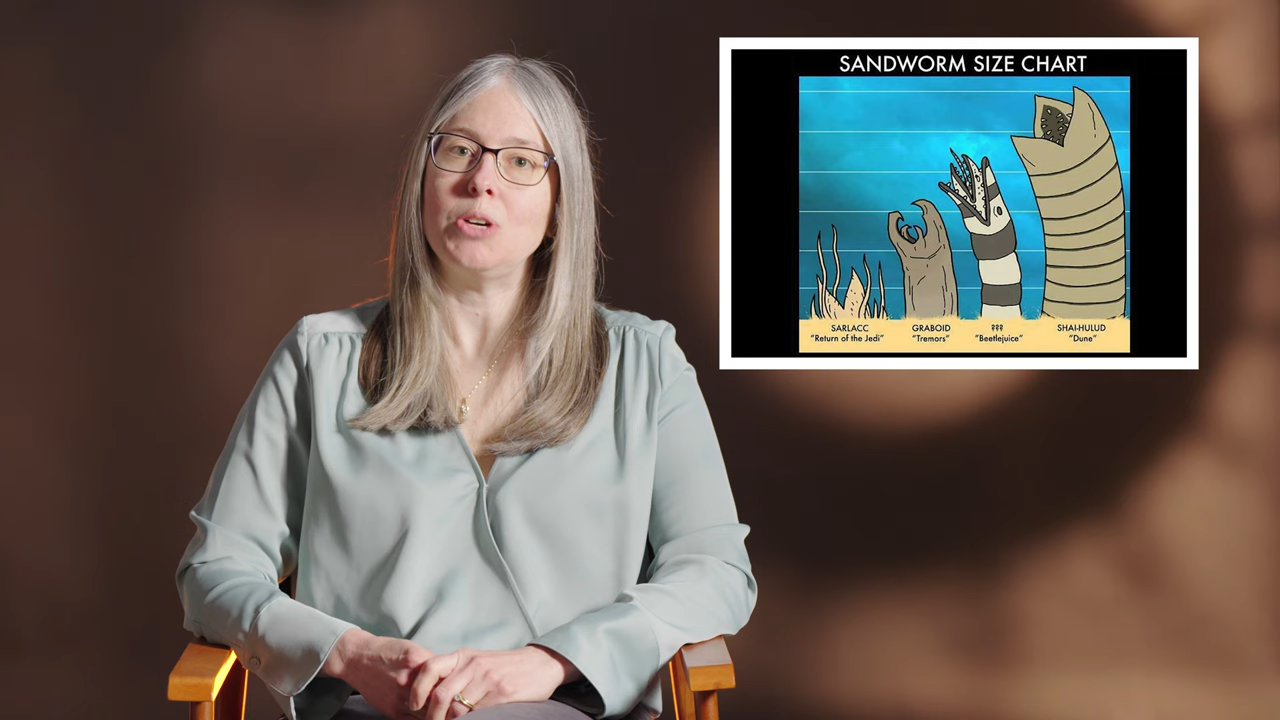 SANDWORM SIZE CHART
SARLACC
"Return of the Jedi"
GRABOID
"Tremors"
???
"Beetlejuice"
SHAI-HULUD
"Dune"